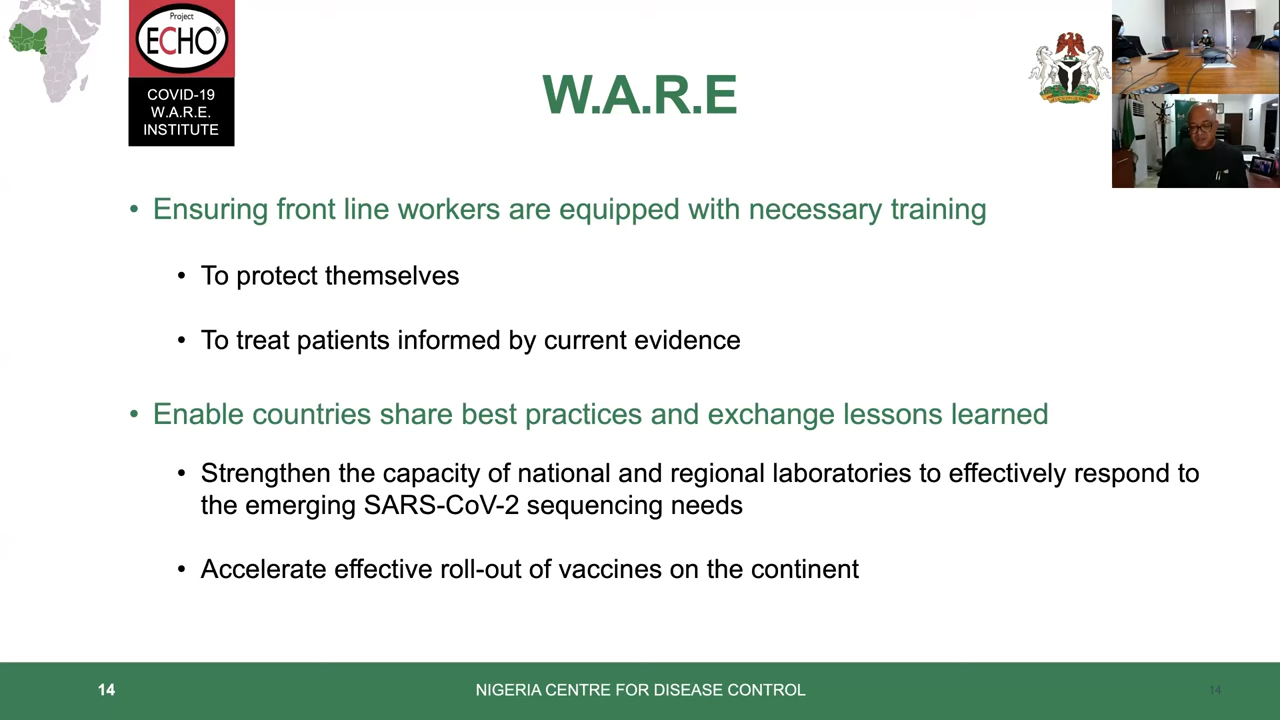 Project
ECHO®
COVID-19
W.A.R.E.
INSTITUTE
W.A.R.E
• Ensuring front line workers are equipped with necessary training
• To protect themselves
• To treat patients informed by current evidence
• Enable countries share best practices and exchange lessons learned
• Strengthen the capacity of national and regional laboratories to effectively respond to
the emerging SARS-CoV-2 sequencing needs
• Accelerate effective roll-out of vaccines on the continent
14
NIGERIA CENTRE FOR DISEASE CONTROL
14